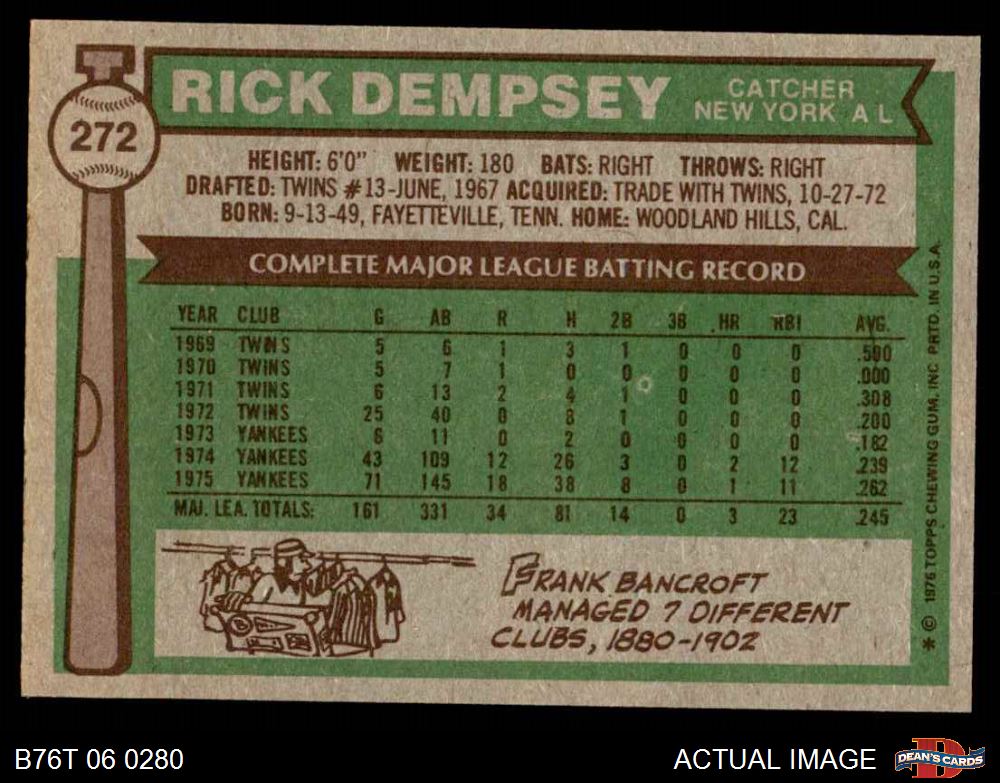 272
RICK DEMPSEY
CATCHER
NEW YORK A L
HEIGHT: 6'0" WEIGHT: 180 BATS: RIGHT THROWS: RIGHT
DRAFTED: TWINS #13-JUNE, 1967 ACQUIRED: TRADE WITH TWINS, 10-27-72
BORN: 9-13-49, FAYETTEVILLE, TENN. HOME: WOODLAND HILLS, CAL.
COMPLETE MAJOR LEAGUE BATTING RECORD
YEAR CLUB G AB R H 2B 3B HR RBI AVG.
1969 TWINS 5 6 1 3 1 0 0 0 .500
1970 TWINS 5 7 1 0 0 0 0 0 .000
1971 TWINS 6 13 2 4 1 0 0 0 .308
1972 TWINS 25 40 0 8 1 0 0 0 .200
1973 YANKEES 6 11 0 2 0 0 0 0 .182
1974 YANKEES 43 109 12 26 3 0 2 12 .239
1975 YANKEES 71 145 18 38 8 0 1 11 .262
MAJ. LEA. TOTALS: 161 331 34 81 14 0 3 23 .245
FRANK BANCROFT
MANAGED 7 DIFFERENT
CLUBS, 1880-1902
* © 1976 TOPPS CHEWING GUM, INC PRTD. IN U.S.A.
B76T 06 0280
ACTUAL IMAGE
DEAN'S CARDS